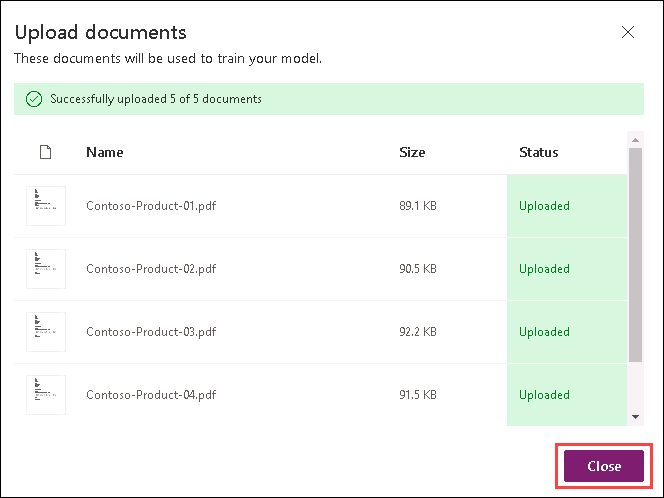 Upload documents
These documents will be used to train your model.
Successfully uploaded 5 of 5 documents
Name Size Status
Contoso-Product-01.pdf 89.1 KB Uploaded
Contoso-Product-02.pdf 90.5 KB Uploaded
Contoso-Product-03.pdf 92.2 KB Uploaded
Contoso-Product-04.pdf 91.5 KB Uploaded
Close